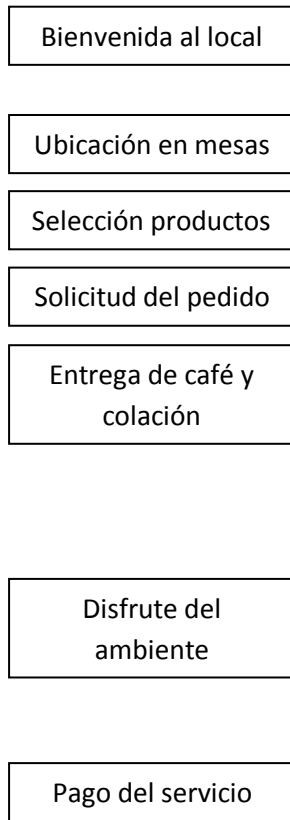 Bienvenida al local
Ubicación en mesas
Selección productos
Solicitud del pedido
Entrega de café y
colación
Disfrute del
ambiente
Pago del servicio